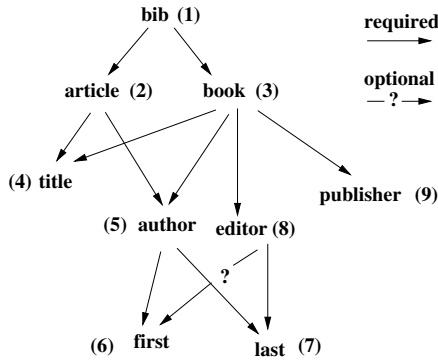 bib (1)
required
article (2)
book (3)
optional
?
(4) title
publisher (9)
(5) author
editor (8)
?
(6) first
last (7)